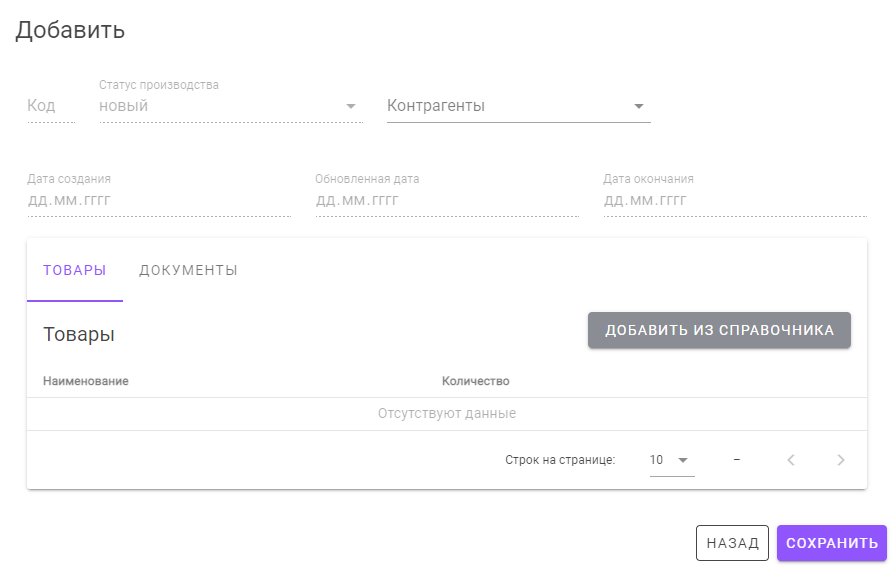 Добавить
Статус производства
Код новый Контрагенты
Дата создания Обновленная дата Дата окончания
ДД.ММ.ГГГГ ДД.ММ.ГГГГ ДД.ММ.ГГГГ
ТОВАРЫ ДОКУМЕНТЫ
Товары ДОБАВИТЬ ИЗ СПРАВОЧНИКА
Наименование Количество
Отсутствуют данные
Строк на странице: 10 –
НАЗАД СОХРАНИТЬ